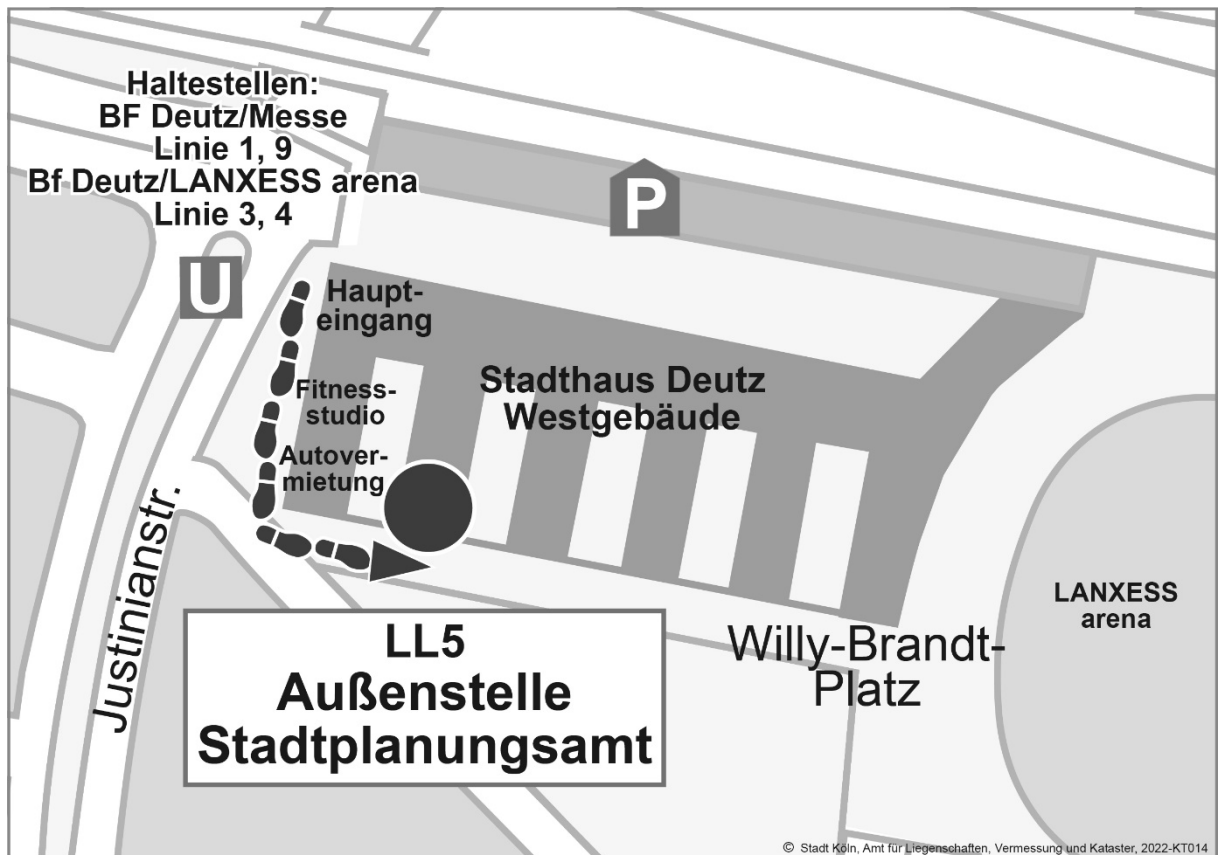 Haltestellen:
BF Deutz/Messe
Linie 1, 9
Bf Deutz/LANXESS arena
Linie 3, 4
U
P
Haupt-
eingang
Fitness-
studio
Autover-
mietung
Stadthaus Deutz
Westgebäude
Justinianstr.
LANXESS
arena
Willy-Brandt-
Platz
LL5
Außenstelle
Stadtplanungsamt
© Stadt Köln, Amt für Liegenschaften, Vermessung und Kataster, 2022-KT014